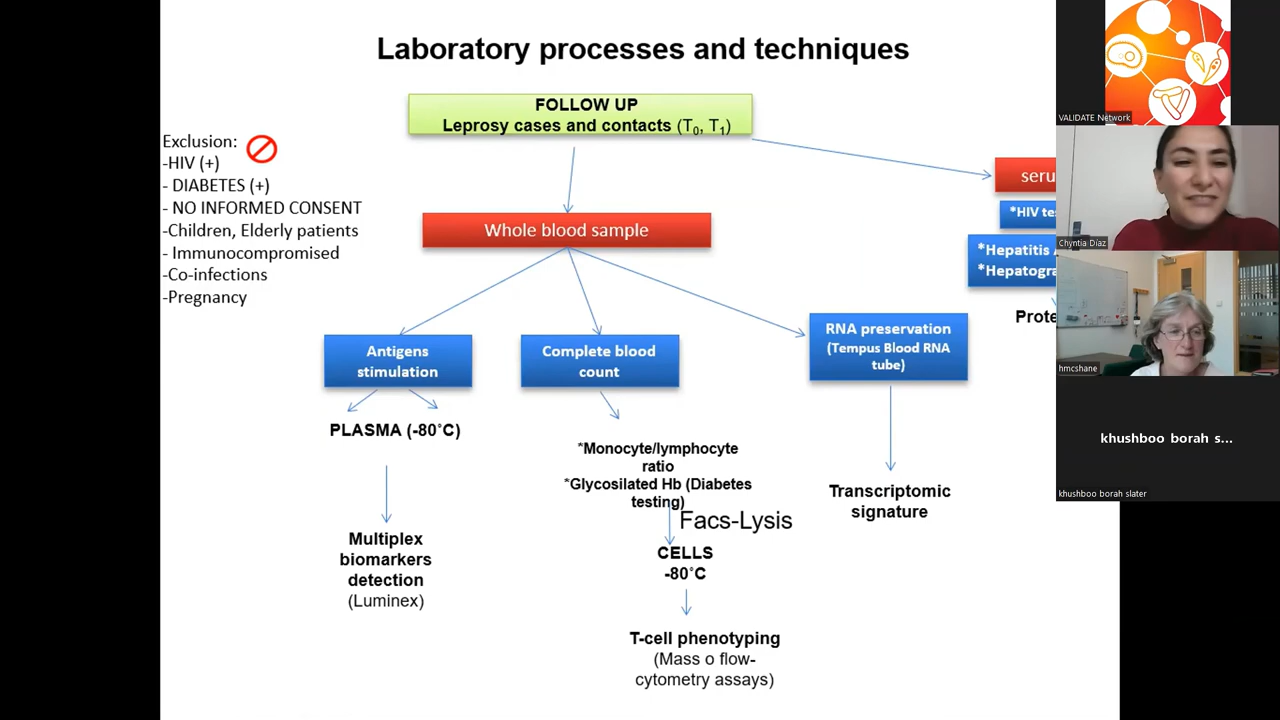 Laboratory processes and techniques
FOLLOW UP
Leprosy cases and contacts (T0, T1)
Exclusion:
-HIV (+)
- DIABETES (+)
- NO INFORMED CONSENT
-Children, Elderly patients
- Immunocompromised
-Co-infections
-Pregnancy
Whole blood sample
seru
*HIV te
*Hepatitis
*Hepatogra
Prote
Antigens
stimulation
Complete blood
count
RNA preservation
(Tempus Blood RNA
tube)
PLASMA (-80˚C)
*Monocyte/lymphocyte
ratio
*Glycosilated Hb (Diabetes
testing)
Facs-Lysis
Transcriptomic
signature
Multiplex
biomarkers
detection
(Luminex)
CELLS
-80˚C
T-cell phenotyping
(Mass o flow-
cytometry assays)
VALIDATE Network
Chyntia Díaz
hmcshane
khushboo borah s...
khushboo borah slater